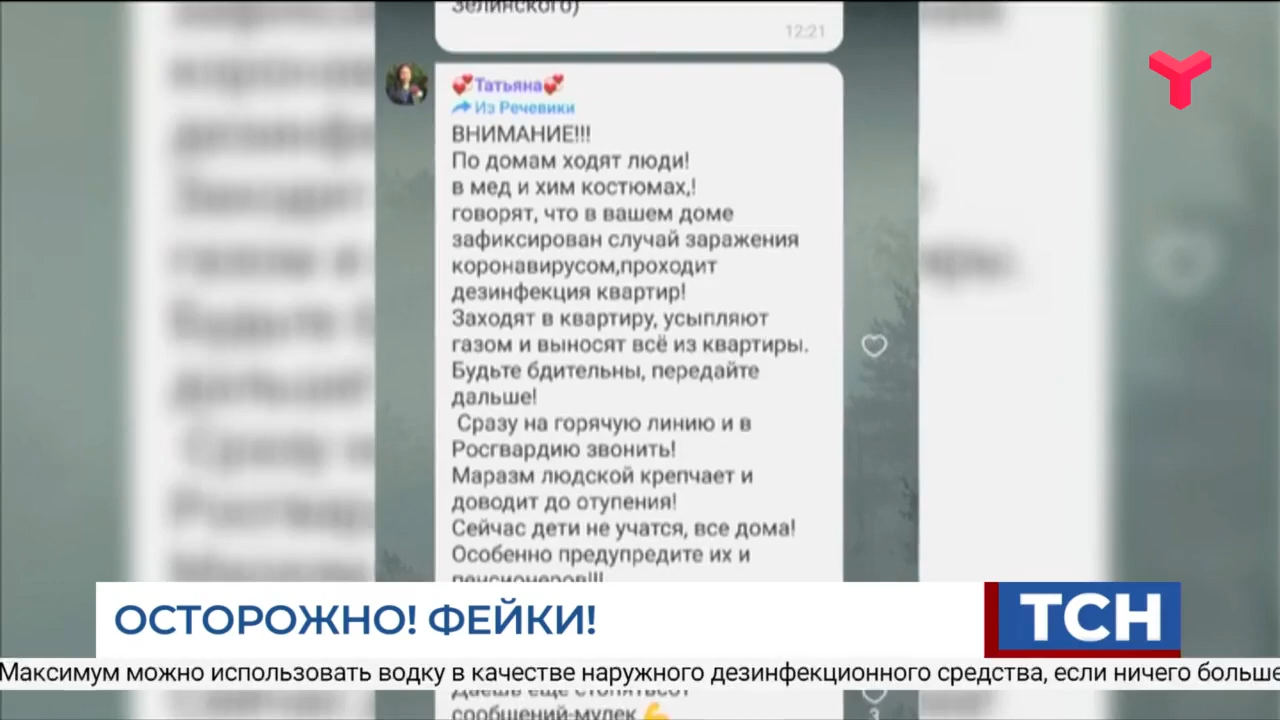 Зелинского)
12:21
Татьяна
Из Речевики
ВНИМАНИЕ!!!
По домам ходят люди!
в мед и хим костюмах,!
говорят, что в вашем доме
зафиксирован случай заражения
коронавирусом,проходит
дезинфекция квартир!
Заходят в квартиру, усыпляют
газом и выносят всё из квартиры.
Будьте бдительны, передайте
дальше!
Сразу на горячую линию и в
Росгвардию звонить!
Маразм людской крепчает и
доводит до отупения!
Сейчас дети не учатся, все дома!
Особенно предупредите их и
пенсионеров!!!
ОСТОРОЖНО! ФЕЙКИ!
ТСН
Максимум можно использовать водку в качестве наружного дезинфекционного средства, если ничего больше
сообщений-мулек
3